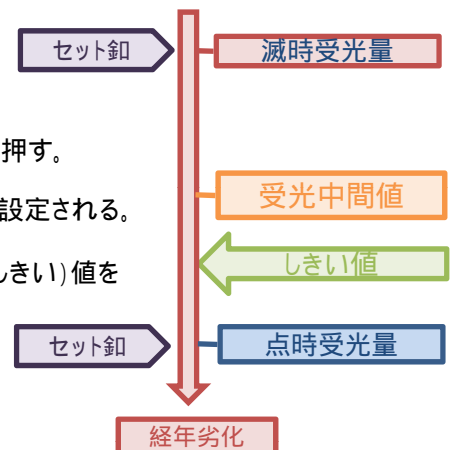 セット釦
滅時受光量
押す。
受光中間値
設定される。
しきい値
しきい)値を
セット釦
点時受光量
経年劣化